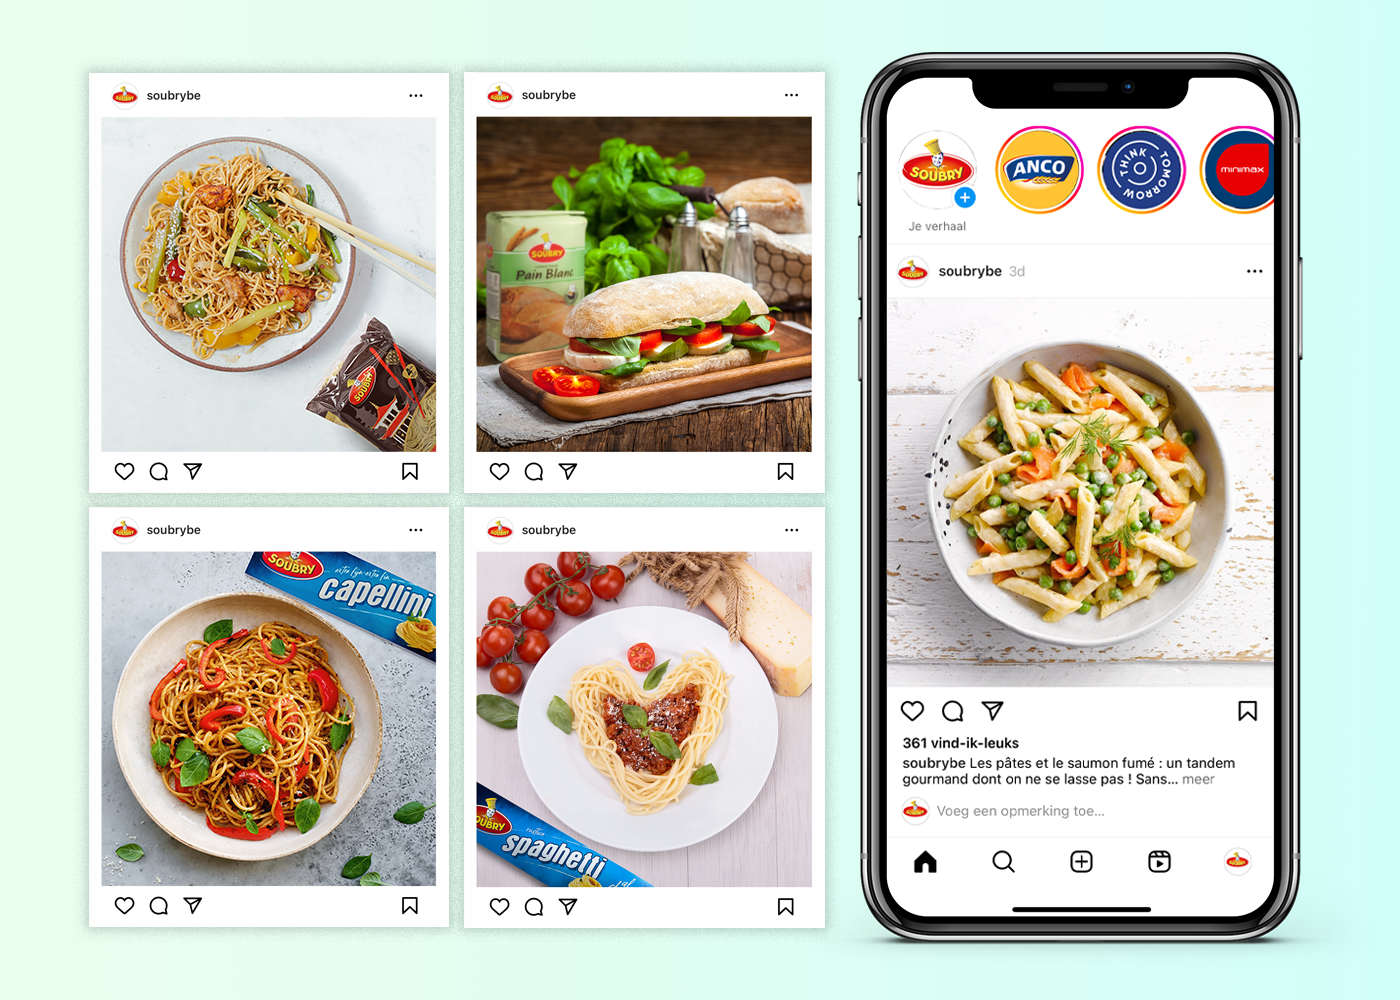 soubrybe
SOUBRY
soubrybe
SOUBRY
Pain Blanc
soubrybe
SOUBRY
extra fijn·extra fin
capellini
soubrybe
SOUBRY
spaghetti
SOUBRY
ANCO
THINK
TOMORROW
minimax
Je verhaal
soubrybe 3d
361 vind-ik-leuks
soubrybe Les pâtes et le saumon fumé : un tandem
gourmand dont on ne se lasse pas ! Sans... meer
Voeg een opmerking toe...